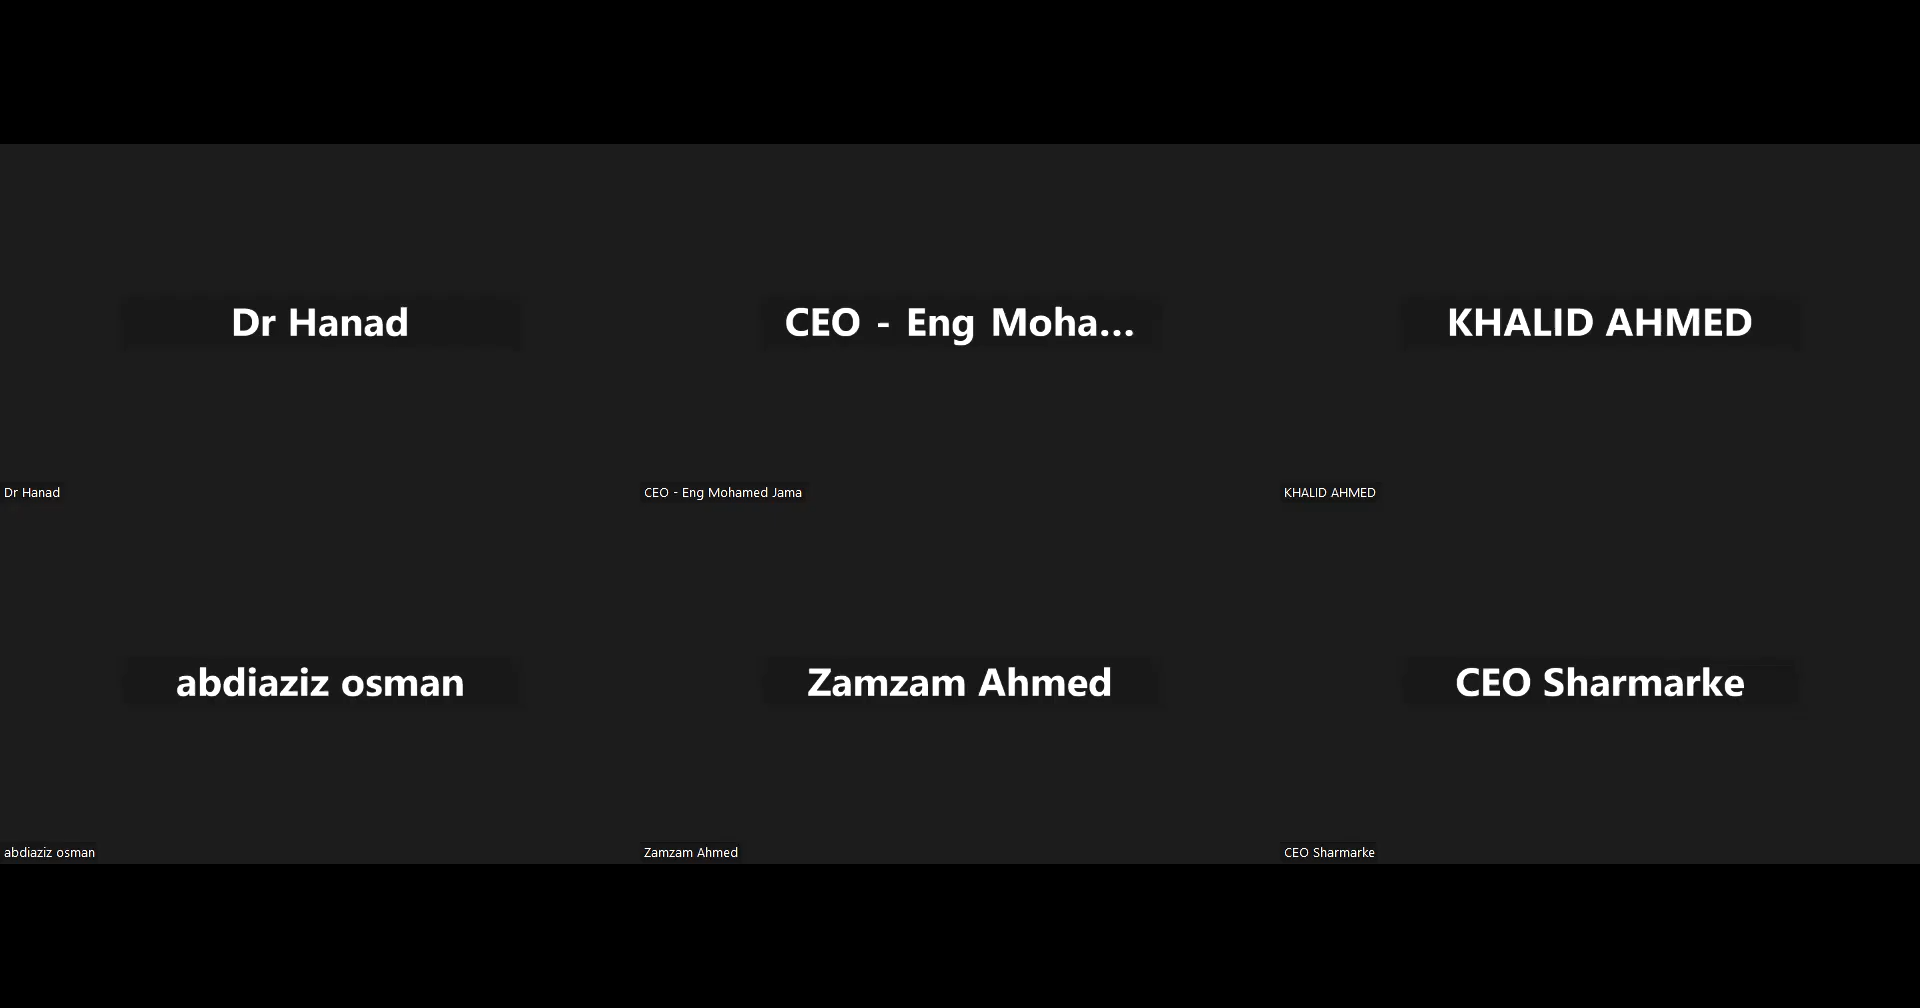 Dr Hanad
CEO - Eng Moha...
KHALID AHMED
Dr Hanad
CEO - Eng Mohamed Jama
KHALID AHMED
abdiaziz osman
Zamzam Ahmed
CEO Sharmarke
abdiaziz osman
Zamzam Ahmed
CEO Sharmarke